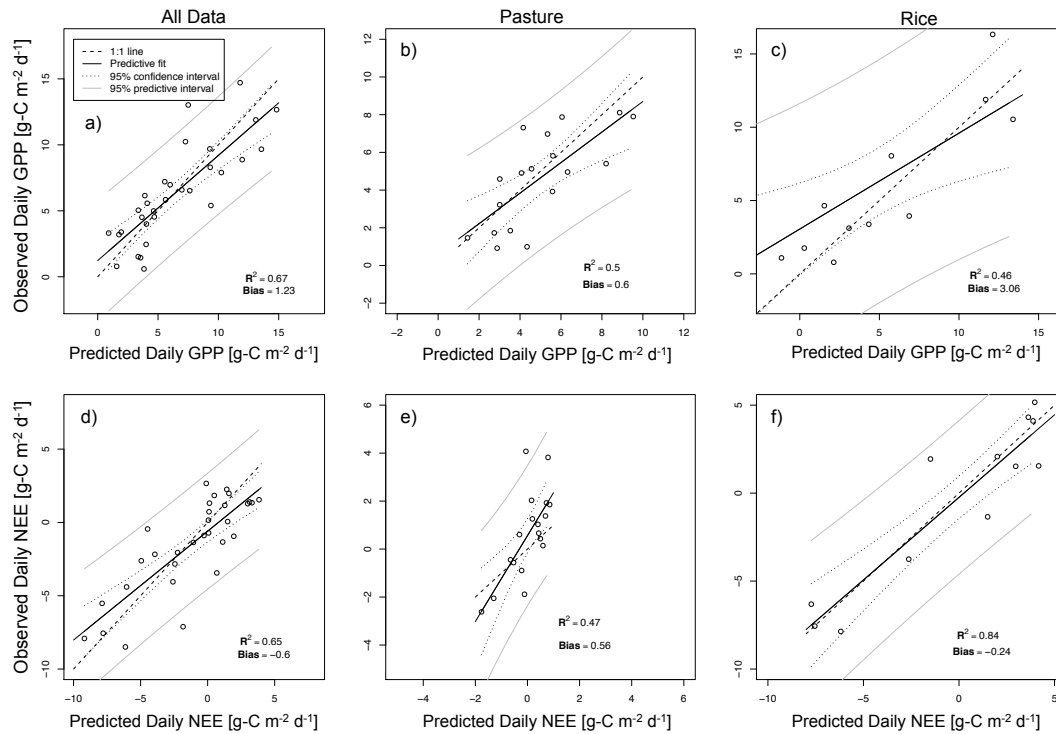 All Data
Pasture
Rice
Observed Daily GPP [g-C m-2 d-1]
1:1 line
Predictive fit
95% confidence interval
95% predictive interval
a)
R2 = 0.67
Bias = 1.23
0 5 10 15
0 5 10 15
Predicted Daily GPP [g-C m-2 d-1]
b)
R2 = 0.5
Bias = 0.6
−2 0 2 4 6 8 10 12
−2 0 2 4 6 8 10 12
Predicted Daily GPP [g-C m-2 d-1]
c)
R2 = 0.46
Bias = 3.06
0 5 10 15
0 5 10 15
Predicted Daily GPP [g-C m-2 d-1]
Observed Daily NEE [g-C m-2 d-1]
d)
R2 = 0.65
Bias = −0.6
−10 −5 0 5
−10 −5 0 5
Predicted Daily NEE [g-C m-2 d-1]
e)
R2 = 0.47
Bias = 0.56
−4 −2 0 2 4 6
−4 −2 0 2 4 6
Predicted Daily NEE [g-C m-2 d-1]
f)
R2 = 0.84
Bias = −0.24
−10 −5 0 5
−10 −5 0 5
Predicted Daily NEE [g-C m-2 d-1]